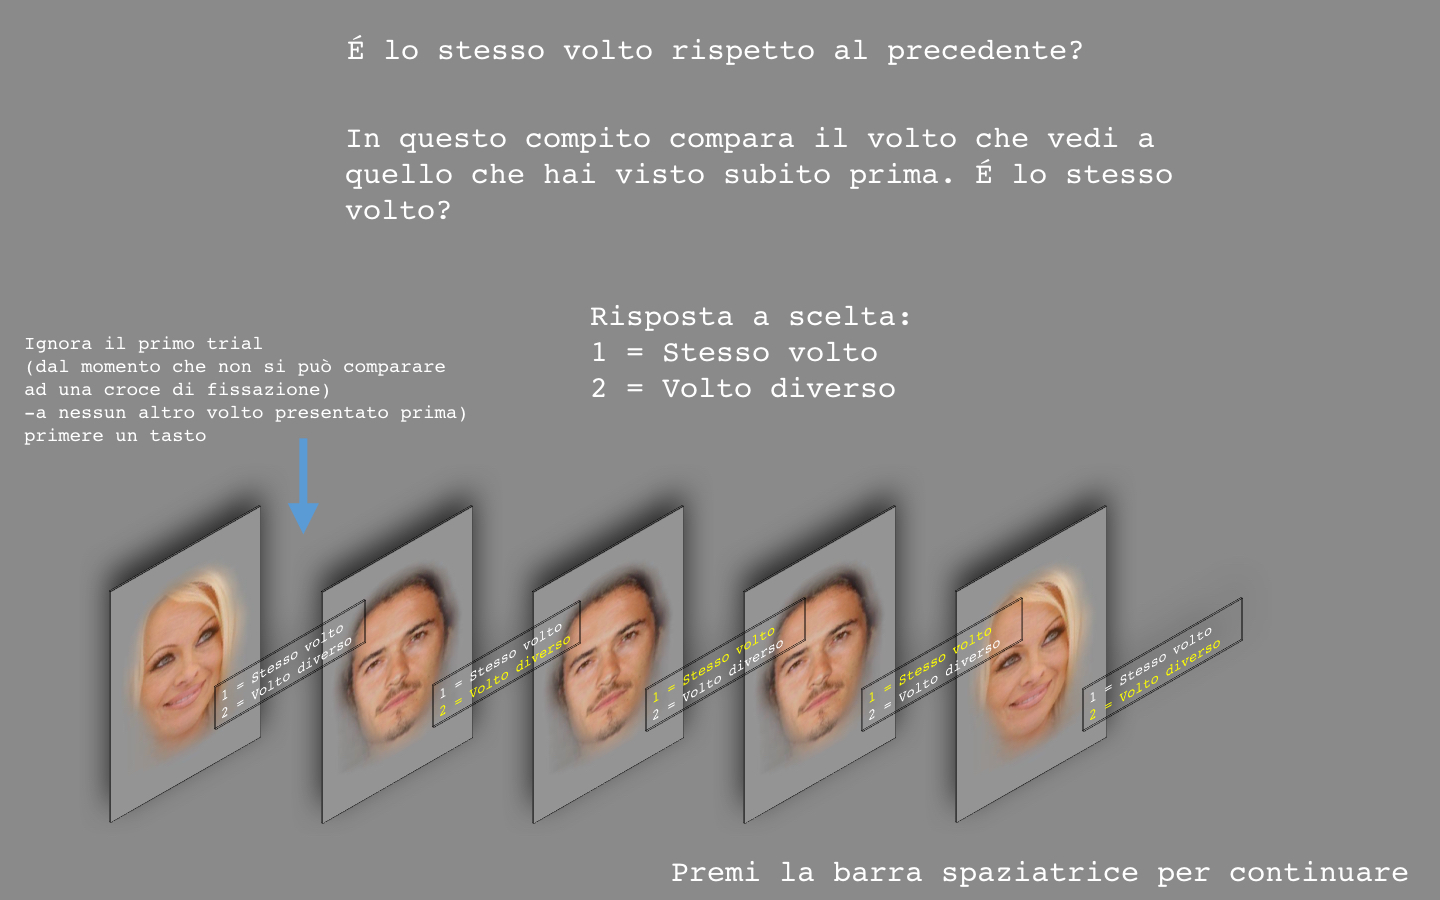 É lo stesso volto rispetto al precedente?
In questo compito compara il volto che vedi a
quello che hai visto subito prima. É lo stesso
volto?
Risposta a scelta:
1 = Stesso volto
2 = Volto diverso
Ignora il primo trial
(dal momento che non si può comparare
ad una croce di fissazione)
-a nessun altro volto presentato prima)
primere un tasto
1 = Stesso volto
2 = Volto diverso
1 = Stesso volto
2 = Volto diverso
1 = Stesso volto
2 = Volto diverso
1 = Stesso volto
2 = Volto diverso
1 = Stesso volto
2 = Volto diverso
Premi la barra spaziatrice per continuare